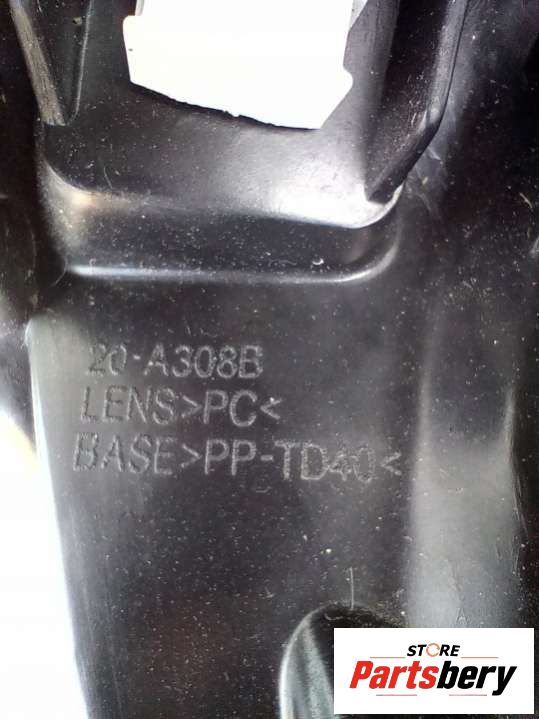 20-A308B
LENS>PC<
BASE>PP-TD40<
STORE
Partsbery